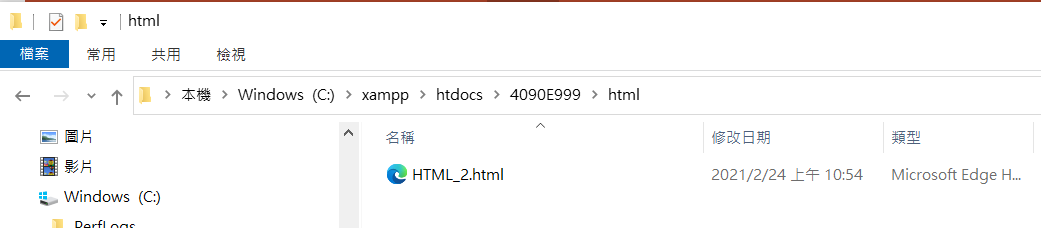 html
檔案 常用 共用 檢視
本機 Windows (C:) xampp htdocs 4090E999 html
名稱 修改日期 類型
圖片
影片
HTML_2.html 2021/2/24 上午 10:54 Microsoft Edge H...
Windows (C:)
PerfLogs